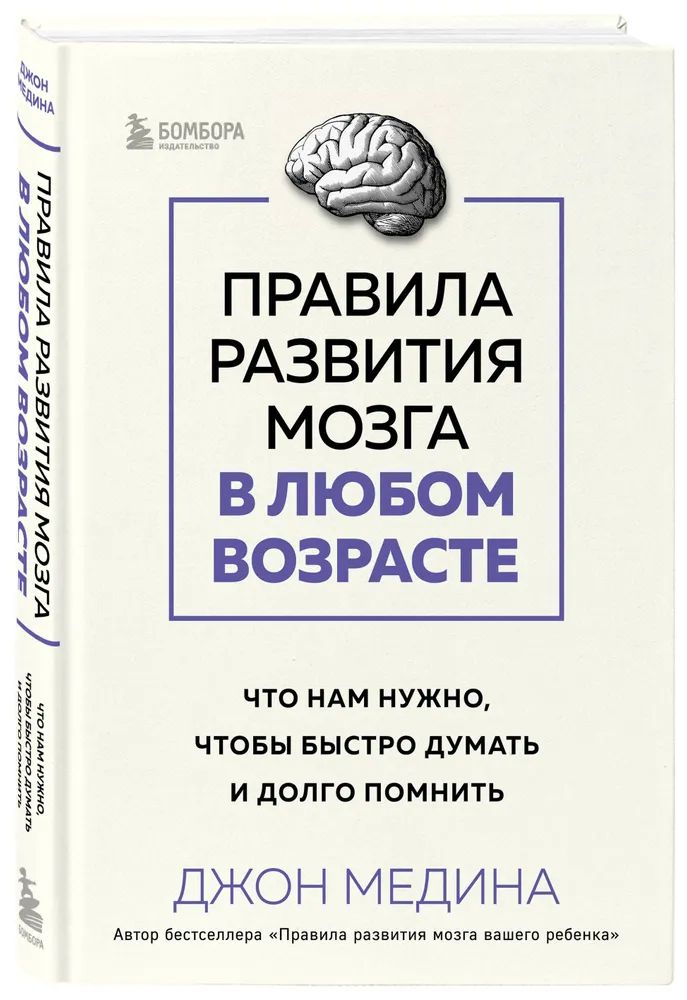 БОМБОРА
ИЗДАТЕЛЬСТВО
ПРАВИЛА
РАЗВИТИЯ
МОЗГА
В ЛЮБОМ
ВОЗРАСТЕ
ЧТО НАМ НУЖНО,
ЧТОБЫ БЫСТРО ДУМАТЬ
И ДОЛГО ПОМНИТЬ
ДЖОН МЕДИНА
Автор бестселлера «Правила развития мозга вашего ребенка»
ДЖОН
МЕДИНА
ПРАВИЛА РАЗВИТИЯ МОЗГА
В ЛЮБОМ ВОЗРАСТЕ
ЧТО НАМ НУЖНО,
ЧТОБЫ БЫСТРО ДУМАТЬ
И ДОЛГО ПОМНИТЬ
БОМБОРА